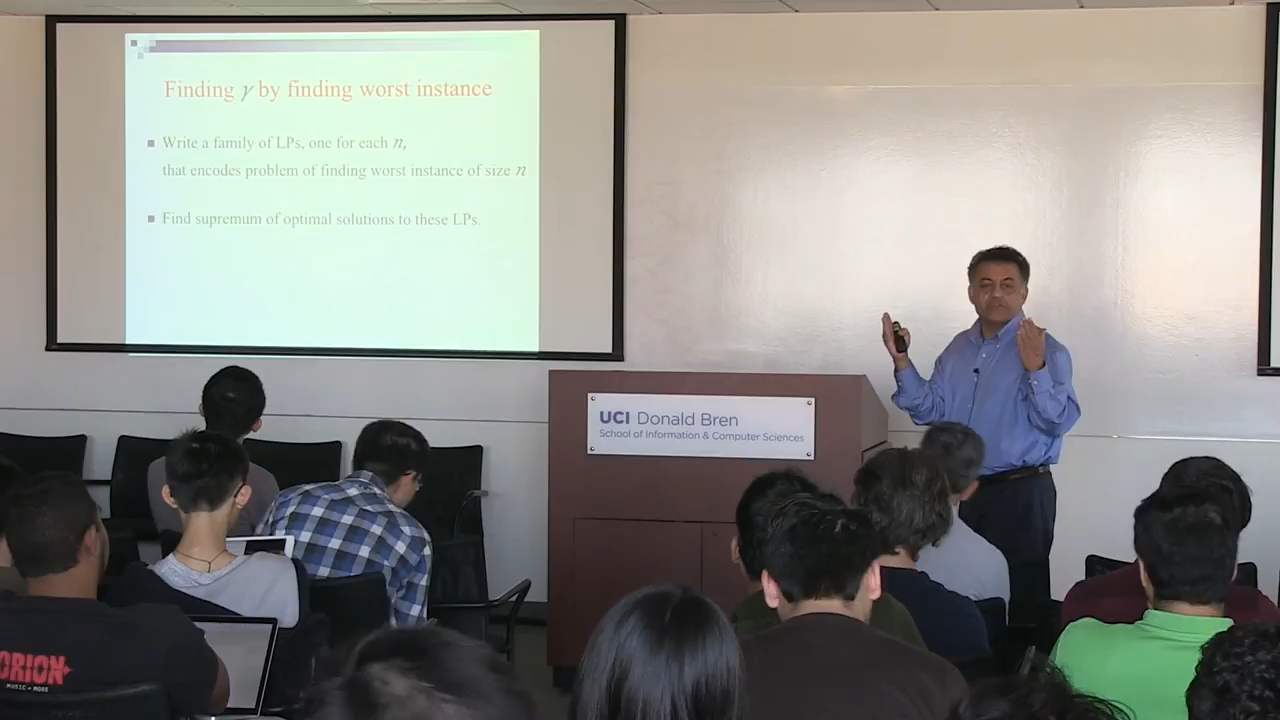 Finding γ by finding worst instance
Write a family of LPs, one for each n,
that encodes problem of finding worst instance of size n
Find supremum of optimal solutions to these LPs.
UCI Donald Bren
School of Information & Computer Sciences
ORION
MUSIC + MORE